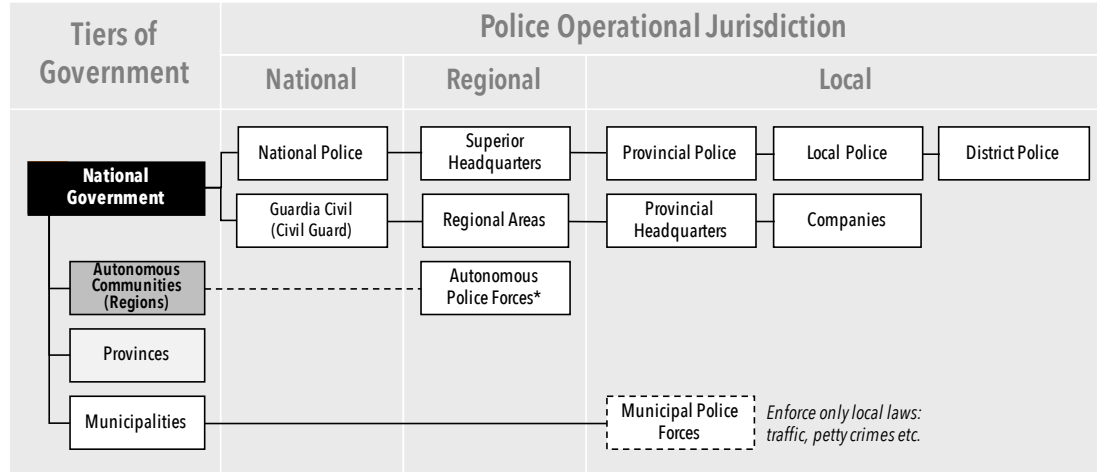 Tiers of
Government
Police Operational Jurisdiction
National
Regional
Local
National
Government
National Police
Superior
Headquarters
Provincial Police
Local Police
District Police
Guardia Civil
(Civil Guard)
Regional Areas
Provincial
Headquarters
Companies
Autonomous
Communities
(Regions)
Autonomous
Police Forces*
Provinces
Municipalities
Municipal Police
Forces
Enforce only local laws:
traffic, petty crimes etc.